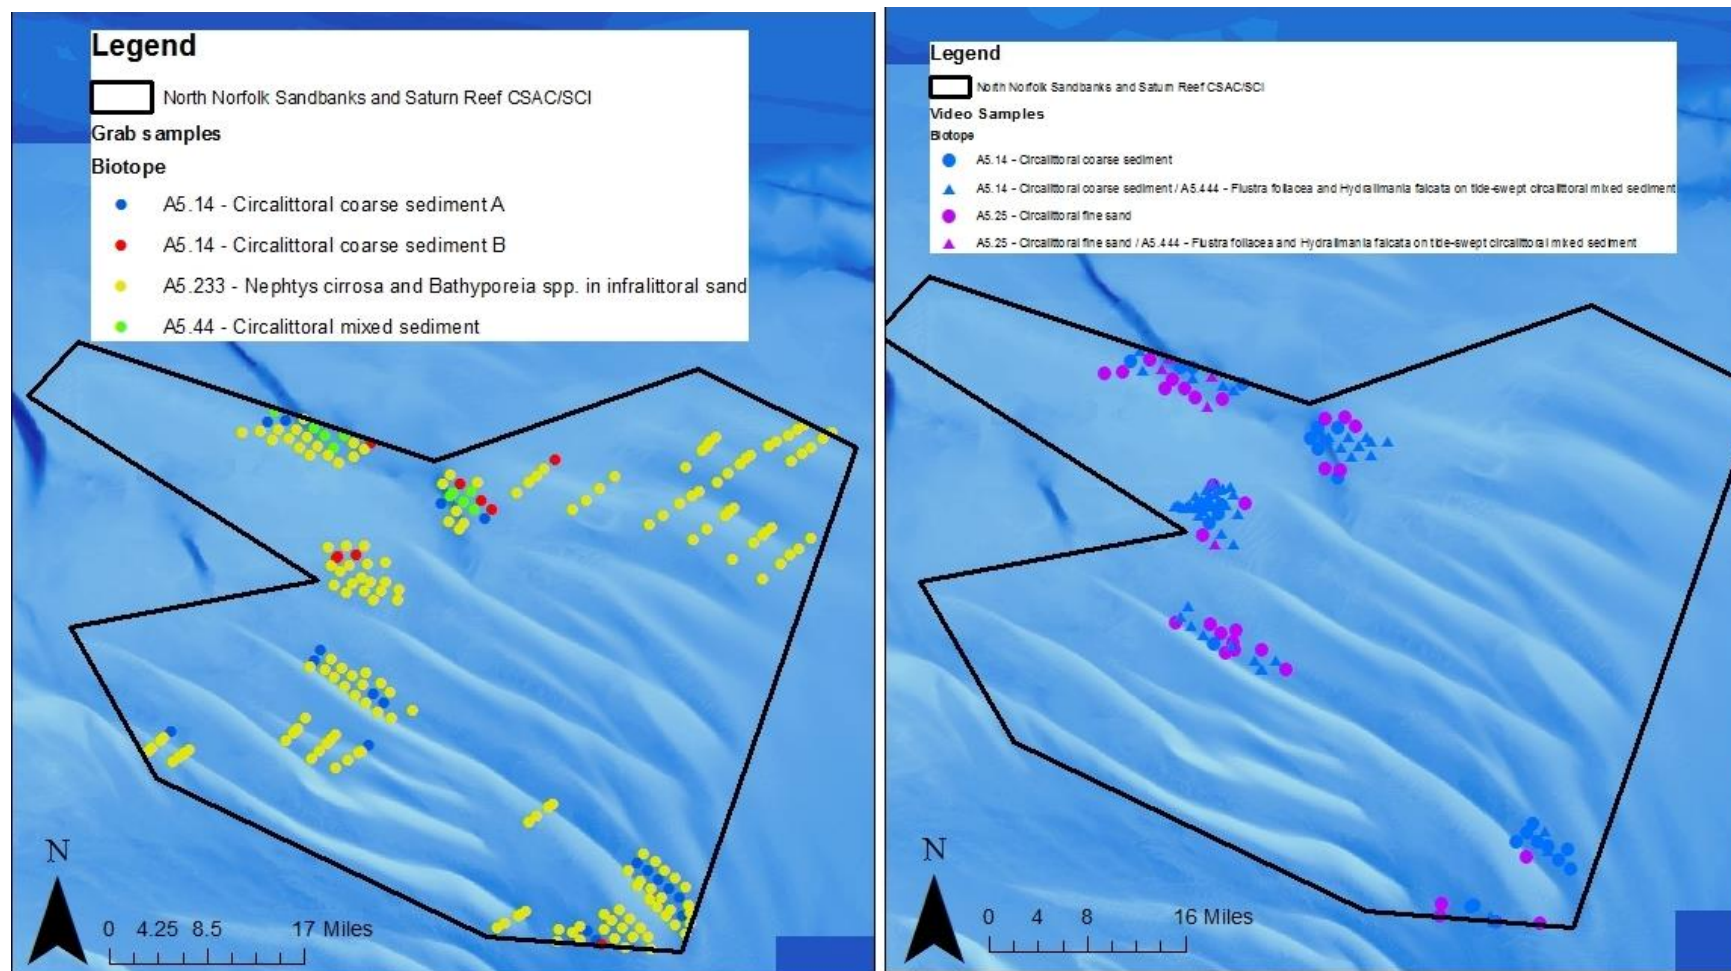 Legend
North Norfolk Sandbanks and Saturn Reef CSAC/SCI
Grab samples
Biotope
A5.14 - Circalittoral coarse sediment A
A5.14 - Circalittoral coarse sediment B
A5.233 - Nephtys cirrosa and Bathyporeia spp. in infralittoral sand
A5.44 - Circalittoral mixed sediment
N
0 4.25 8.5 17 Miles
Legend
North Norfolk Sandbanks and Saturn Reef CSAC/SCI
Video Samples
Biotope
A5.14 - Circalittoral coarse sediment
A5.14 - Circalittoral coarse sediment / A5.444 - Flustra foliacea and Hydrallmania falcata on tide-swept circalittoral mixed sediment
A5.25 - Circalittoral fine sand
A5.25 - Circalittoral fine sand / A5.444 - Flustra foliacea and Hydrallmania falcata on tide-swept circalittoral mixed sediment
N
0 4 8 16 Miles